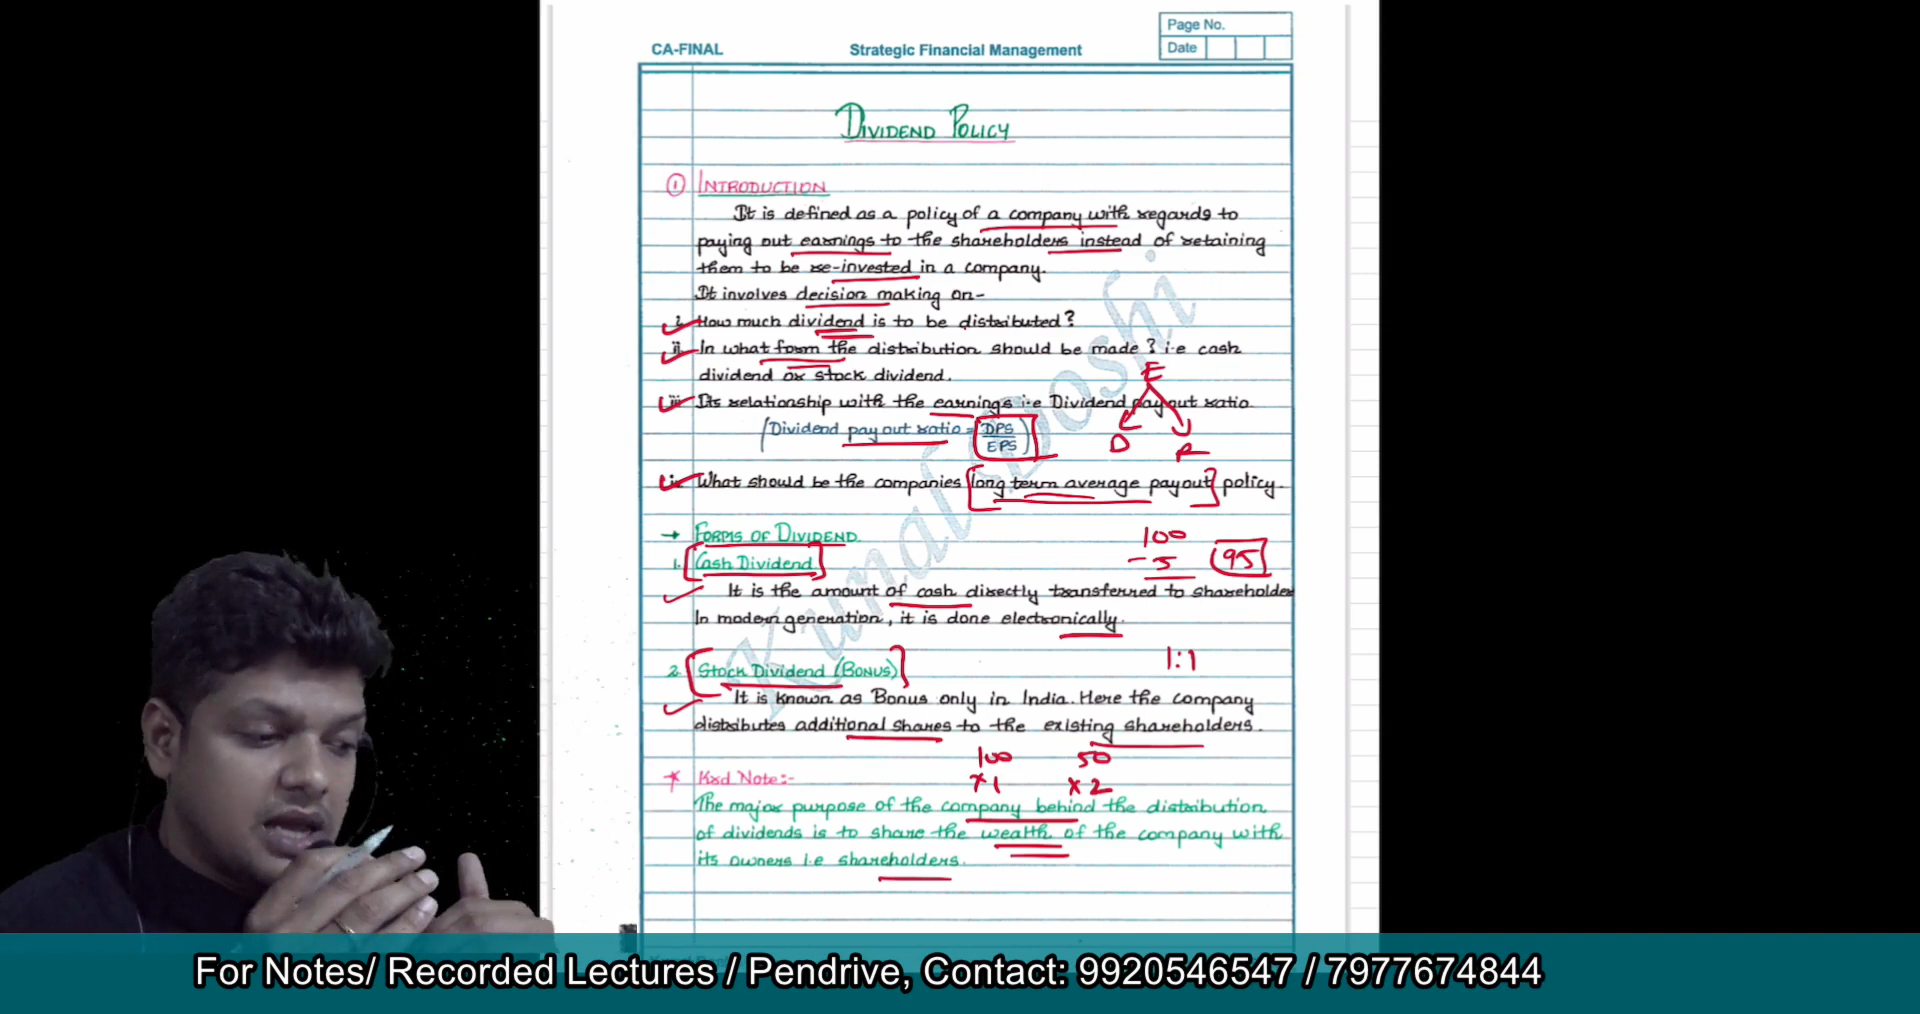 Page No.
CA-FINAL Strategic Financial Management Date
DIVIDEND POLICY
① INTRODUCTION
It is defined as a policy of a company with regards to
paying out earnings to the shareholders instead of retaining
them to be re-invested in a company.
It involves decision making on-
i. How much dividend is to be distributed?
ii. In what form the distribution should be made? i.e cash
dividend or stock dividend.
E
iii. Its relationship with the earnings i.e Dividend payout ratio.
(Dividend pay out ratio = DPS
EPS)
D R
iv. What should be the companies long term average payout policy.
→ FORMS OF DIVIDEND
100
- 5 95
1. Cash Dividend
It is the amount of cash directly transferred to shareholder
In modern generation, it is done electronically.
1:1
2. Stock Dividend (BONUS)
It is known as Bonus only in India. Here the company
distributes additional shares to the existing shareholders.
100 50
x1 x2
* Kxd Note:-
The major purpose of the company behind the distribution
of dividends is to share the wealth of the company with
its owners i.e shareholders.
Kunal Doshi
For Notes/ Recorded Lectures / Pendrive, Contact: 9920546547 / 7977674844